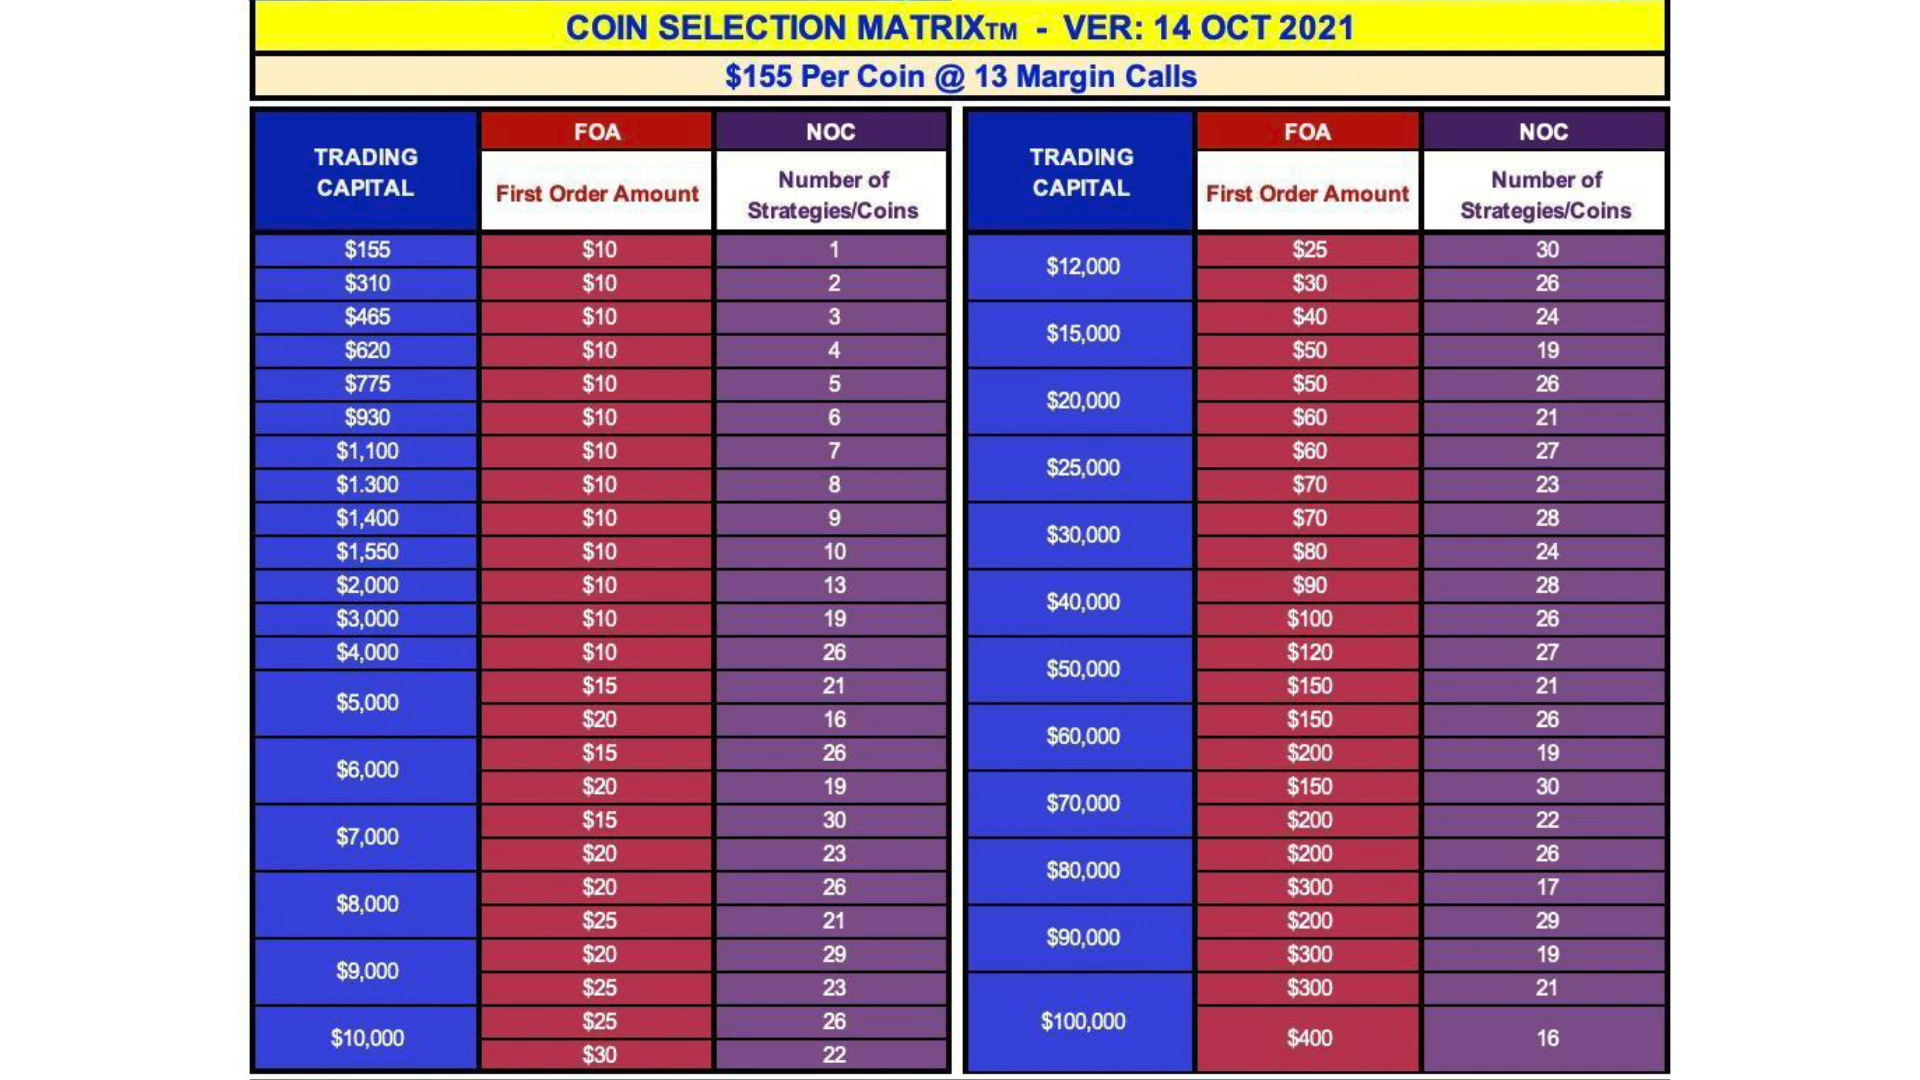 COIN SELECTION MATRIX™ - VER: 14 OCT 2021
$155 Per Coin @ 13 Margin Calls
TRADING CAPITAL FOA NOC
First Order Amount Number of Strategies/Coins
$155 $10 1
$310 $10 2
$465 $10 3
$620 $10 4
$775 $10 5
$930 $10 6
$1,100 $10 7
$1.300 $10 8
$1,400 $10 9
$1,550 $10 10
$2,000 $10 13
$3,000 $10 19
$4,000 $10 26
$5,000 $15 21
$20 16
$6,000 $15 26
$20 19
$7,000 $15 30
$20 23
$8,000 $20 26
$25 21
$9,000 $20 29
$25 23
$10,000 $25 26
$30 22
TRADING CAPITAL FOA NOC
First Order Amount Number of Strategies/Coins
$12,000 $25 30
$30 26
$15,000 $40 24
$50 19
$20,000 $50 26
$60 21
$25,000 $60 27
$70 23
$30,000 $70 28
$80 24
$40,000 $90 28
$100 26
$50,000 $120 27
$150 21
$60,000 $150 26
$200 19
$70,000 $150 30
$200 22
$80,000 $200 26
$300 17
$90,000 $200 29
$300 19
$100,000 $300 21
$400 16